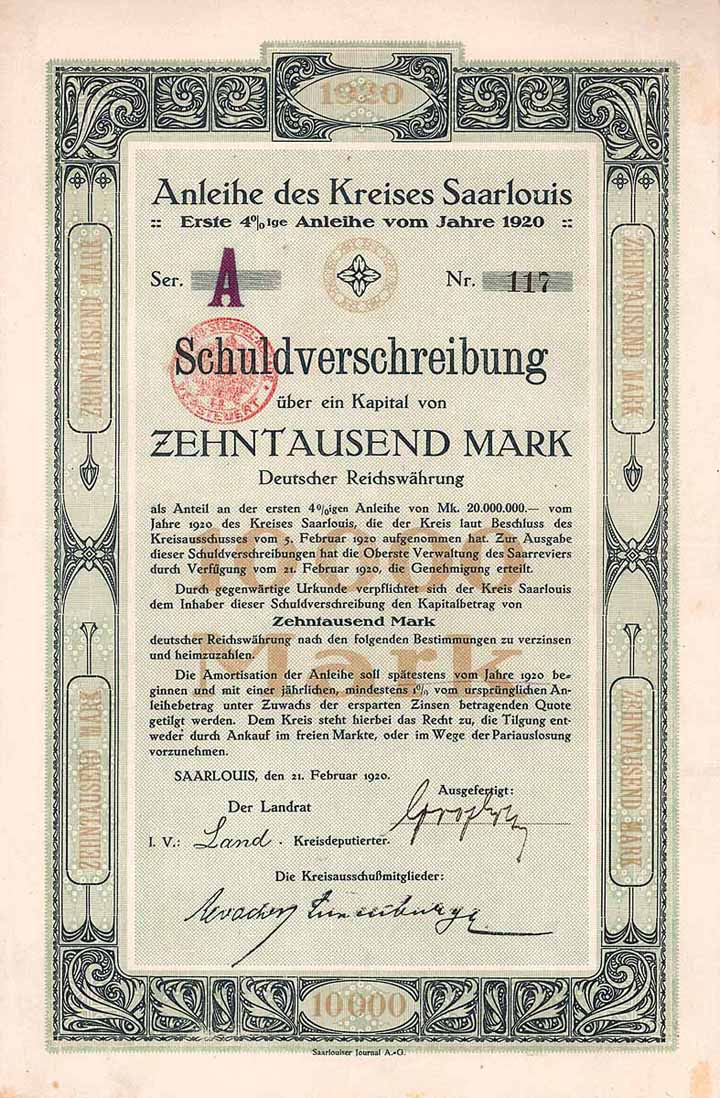 1920
Anleihe des Kreises Saarlouis
:: Erste 4%ige Anleihe vom Jahre 1920 ::
Ser. A Nr. 117
VERSTEUERT
Schuldverschreibung
über ein Kapital von
ZEHNTAUSEND MARK
Deutscher Reichswährung
als Anteil an der ersten 4%igen Anleihe von Mk. 20.000.000.— vom
Jahre 1920 des Kreises Saarlouis, die der Kreis laut Beschluss des
Kreisausschusses vom 5. Februar 1920 aufgenommen hat. Zur Ausgabe
dieser Schuldverschreibungen hat die Oberste Verwaltung des Saarreviers
durch Verfügung vom 21. Februar 1920, die Genehmigung erteilt.
10000
Mark
Durch gegenwärtige Urkunde verpflichtet sich der Kreis Saarlouis
dem Inhaber dieser Schuldverschreibung den Kapitalbetrag von
Zehntausend Mark
deutscher Reichswährung nach den folgenden Bestimmungen zu verzinsen
und heimzuzahlen.
Die Amortisation der Anleihe soll spätestens vom Jahre 1920 be-
ginnen und mit einer jährlichen, mindestens 1% vom ursprünglichen An-
leihebetrag unter Zuwachs der ersparten Zinsen betragenden Quote
getilgt werden. Dem Kreis steht hierbei das Recht zu, die Tilgung ent-
weder durch Ankauf im freien Markte, oder im Wege der Pariauslosung
vorzunehmen.
SAARLOUIS, den 21. Februar 1920.
Ausgefertigt:
Der Landrat
I. V.: Land. Kreisdeputierter.
Die Kreisausschußmitglieder:
ZEHNTAUSEND MARK
ZEHNTAUSEND MARK
ZEHNTAUSEND MARK
ZEHNTAUSEND MARK
10000
Saarlouiser Journal A.-G.